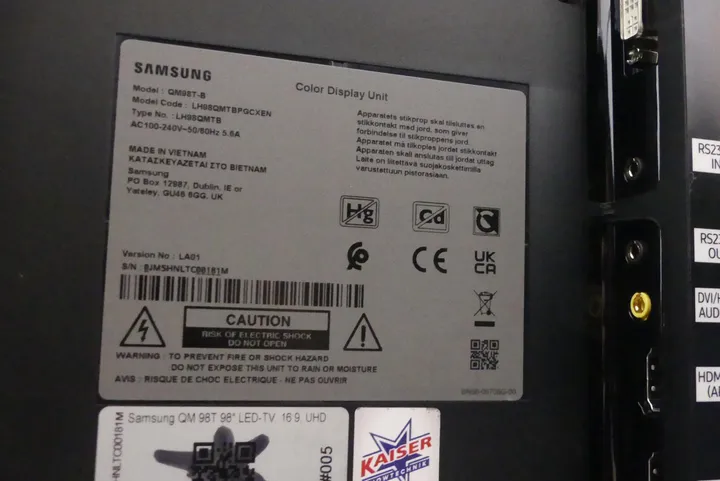 SAMSUNG
Color Display Unit
Model : QM98T-B
Model Code : LH98QMTBPGCXEN
Type No. : LH98QMTB
AC100-240V~50/60Hz 5.6A
Apparatets stikprop skal tilsluttes en
stikkontakt med jord, som giver
forbindelse til stikproppens jord.
Apparatet må tilkoples jordet stikkontakt
Apparaten skall anslutas till jordat uttag
Laite on liitettävä suojakoskettimilla
varustettuun pistorasiaan.
MADE IN VIETNAM
ΚΑΤΑΣΚΕΥΑΖΕΤΑΙ ΣΤΟ ΒΙΕΤΝΑΜ
Samsung
PO Box 12987, Dublin, IE or
Yateley, GU46 6GG, UK
Hg
Cd
CE
UK
CA
Version No : LA01
S/N : 0JMSHNLTC00181M
CAUTION
RISK OF ELECTRIC SHOCK
DO NOT OPEN
WARNING : TO PREVENT FIRE OR SHOCK HAZARD
DO NOT EXPOSE THIS UNIT TO RAIN OR MOISTURE
AVIS : RISQUE DE CHOC ELECTRIQUE - NE PAS OUVRIR
Samsung QM 98T 98" LED-TV 16:9, UHD
HNLTC00181M
#005
KAISER
SHOWTECHNIK
RS23
IN
RS23
OU
DVI/H
AUD
HDM
(AR